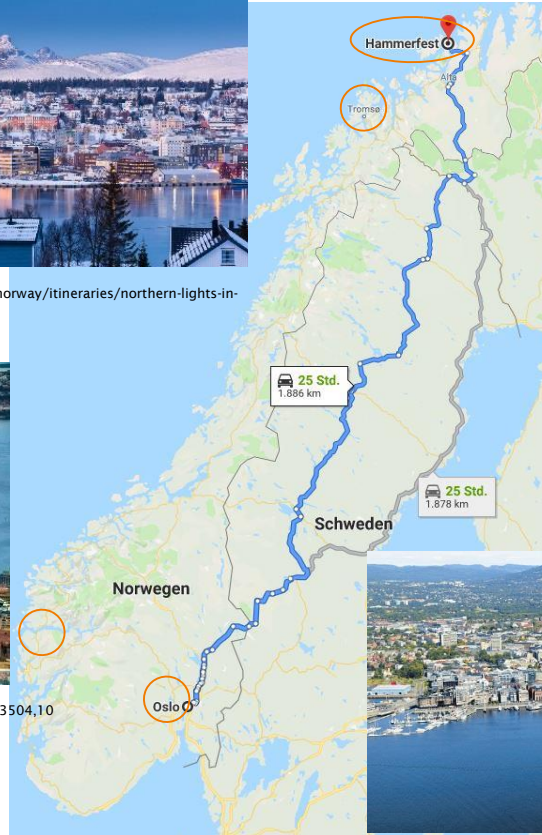 Hammerfest
Alta
Tromsø
norway/itineraries/northern-lights-in-
25 Std.
1.886 km
25 Std.
1.878 km
Schweden
Norwegen
Oslo
3504,10